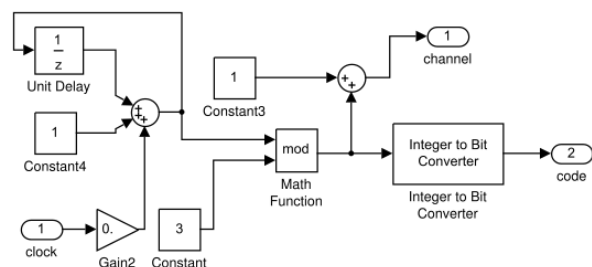 1
z
Unit Delay
1
Constant4
1
clock
0.
Gain2
+
+
+
3
Constant
1
Constant3
mod
Math
Function
+
+
1
channel
Integer to Bit
Converter
Integer to Bit
Converter
2
code